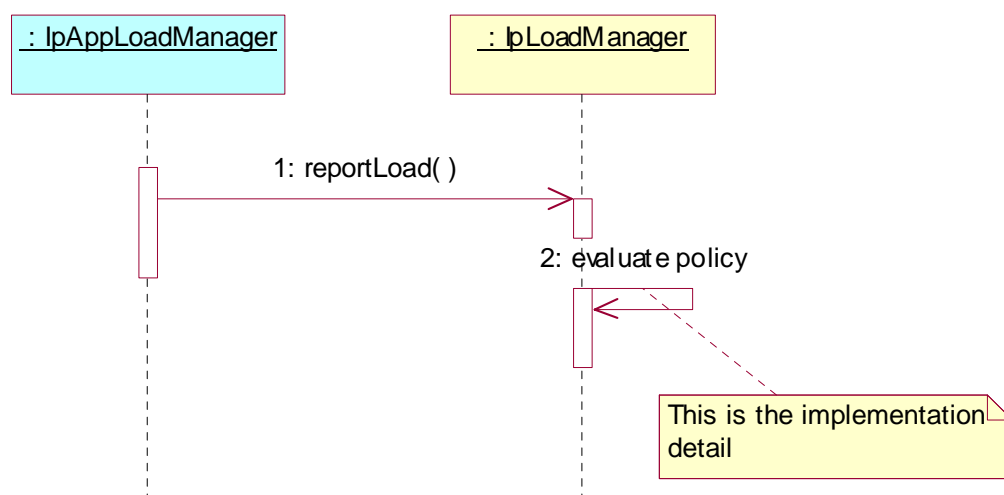 : IpAppLoadManager
: IpLoadManager
1: reportLoad( )
2: evaluate policy
This is the implementation
detail